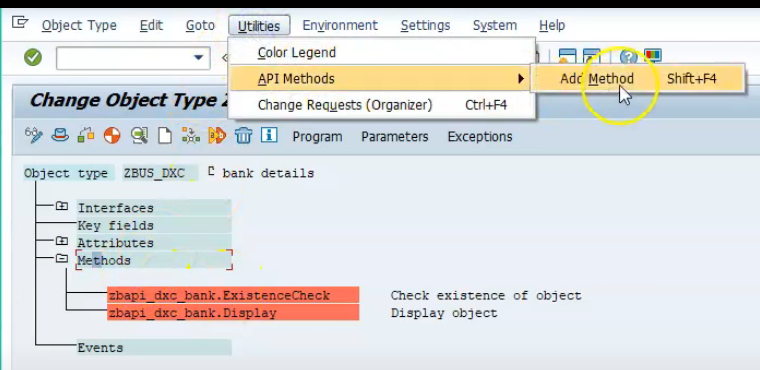 Object Type Edit Goto Utilities Environment Settings System Help
Color Legend
API Methods
Add Method Shift+F4
Change Requests (Organizer) Ctrl+F4
Change Object Type
Program Parameters Exceptions
Object type ZBUS_DXC bank details
Interfaces
Key fields
Attributes
Methods
zbapi_dxc_bank.ExistenceCheck Check existence of object
zbapi_dxc_bank.Display Display object
Events